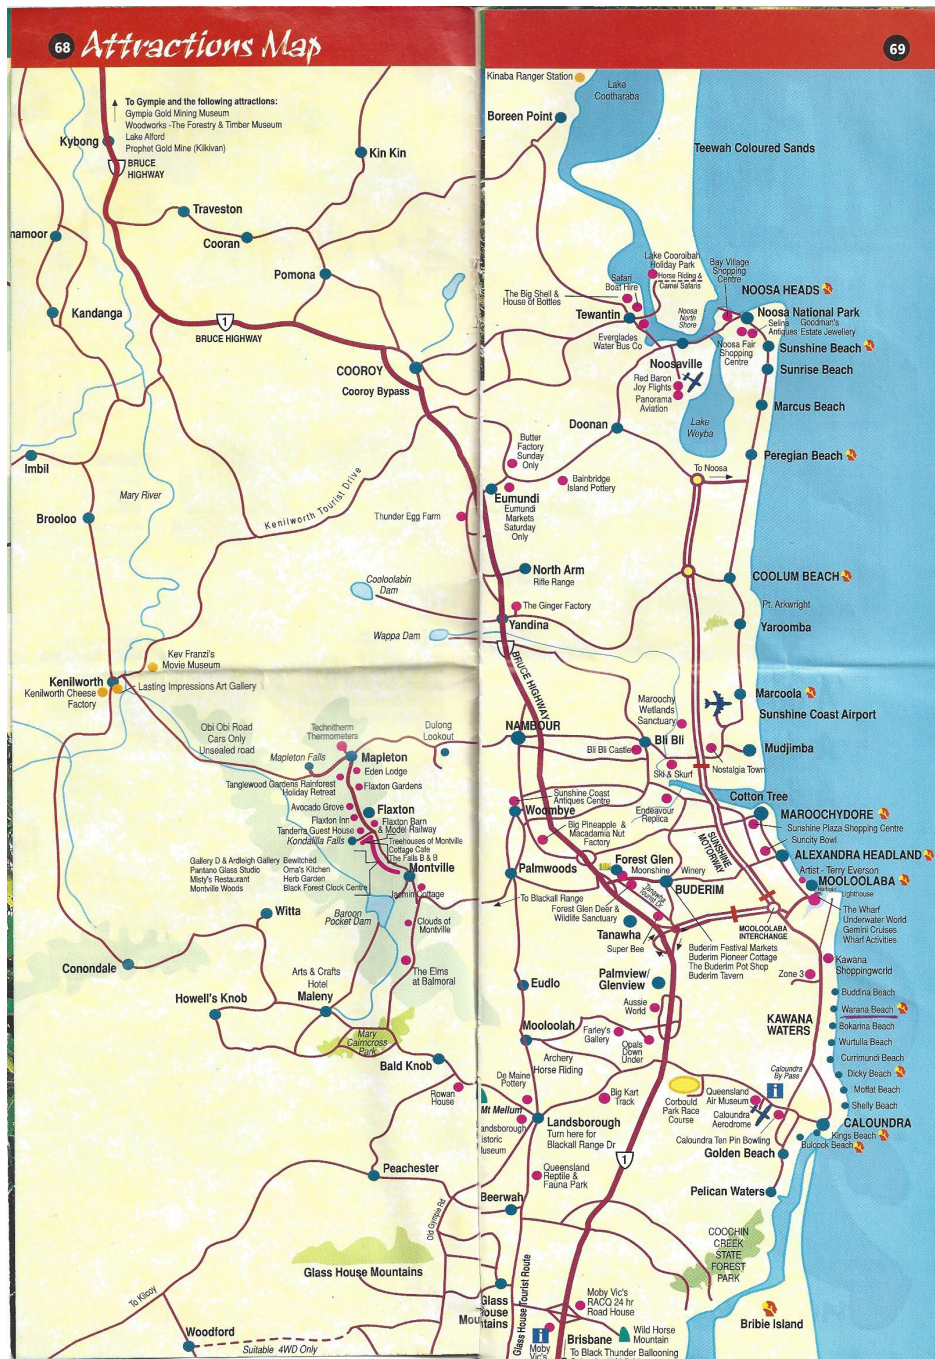 68
Attractions Map
69
To Gympie and the following attractions:
Gympie Gold Mining Museum
Woodworks -The Forestry & Timber Museum
Lake Alford
Prophet Gold Mine (Kilkivan)
Kybong
BRUCE
HIGHWAY
Kin Kin
Traveston
Cooran
namoor
Pomona
Kandanga
1
BRUCE HIGHWAY
COOROY
Cooroy Bypass
Imbil
Mary River
Brooloo
Kenilworth Tourist Drive
Thunder Egg Farm
Cooloolabin
Dam
Wappa Dam
Kev Franzi's
Movie Museum
Kenilworth
Kenilworth Cheese
Factory
Lasting Impressions Art Gallery
Obi Obi Road
Cars Only
Unsealed road
Technitherm
Thermometers
Dulong
Lookout
Mapleton Falls
Mapleton
Eden Lodge
Tanglewood Gardens Rainforest
Holiday Retreat
Flaxton Gardens
Avocado Grove
Flaxton
Flaxton Inn
Flaxton Barn
& Model Railway
Tanderra Guest House
Kondalilla Falls
Treehouses of Montville
Cottage Cafe
The Falls B & B
Gallery D & Ardleigh Gallery
Pantano Glass Studio
Misty's Restaurant
Montville Woods
Bewitched
Oma's Kitchen
Herb Garden
Black Forest Clock Centre
Montville
Jasmin Cottage
Witta
Baroon
Pocket Dam
Clouds of
Montville
Conondale
Arts & Crafts
Hotel
Maleny
The Elms
at Balmoral
Howell's Knob
Mary
Cairncross
Park
Bald Knob
Rowan
House
Peachester
Old Gympie Rd
Glass House Mountains
To Kilcoy
Woodford
Suitable 4WD Only
Kinaba Ranger Station
Lake
Cootharaba
Boreen Point
Teewah Coloured Sands
Lake Cooroibah
Holiday Park
Horse Riding &
Camel Safaris
Bay Village
Shopping
Centre
Safari
Boat Hire
NOOSA HEADS
The Big Shell &
House of Bottles
Tewantin
Noosa
North
Shore
Noosa National Park
Selina
Antiques
Goodman's
Estate Jewellery
Everglades
Water Bus Co
Noosa Fair
Shopping
Centre
Sunshine Beach
Noosaville
Sunrise Beach
Red Baron
Joy Flights
Panorama
Aviation
Marcus Beach
Lake
Weyba
Doonan
Butter
Factory
Sunday
Only
Peregian Beach
To Noosa
Bainbridge
Island Pottery
Eumundi
Eumundi
Markets
Saturday
Only
North Arm
Rifle Range
COOLUM BEACH
Pt. Arkwright
The Ginger Factory
Yandina
Yaroomba
BRUCE HIGHWAY
Maroochy
Wetlands
Sanctuary
Marcoola
Sunshine Coast Airport
NAMBOUR
Bli Bli
Bli Bli Castle
Mudjimba
Ski & Skurf
Nostalgia Town
Sunshine Coast
Antiques Centre
Endeavour
Replica
Cotton Tree
Woombye
MAROOCHYDORE
Big Pineapple &
Macadamia Nut
Factory
SUNSHINE
MOTORWAY
Sunshine Plaza Shopping Centre
Suncity Bowl
ALEXANDRA HEADLAND
Artist - Terry Everson
Palmwoods
Forest Glen
Moonshine
Winery
BUDERIM
Tanawha
Tourist Dr
MOOLOOLABA
Lighthouse
To Blackall Range
Forest Glen Deer &
Wildlife Sanctuary
The Wharf
Underwater World
Gemini Cruises
Wharf Activities
Tanawha
Super Bee
MOOLOOLABA
INTERCHANGE
Buderim Festival Markets
Buderim Pioneer Cottage
The Buderim Pot Shop
Buderim Tavern
Kawana
Shoppingworld
Zone 3
Palmview/
Glenview
Eudlo
Buddina Beach
Warana Beach
Aussie
World
KAWANA
WATERS
Bokarina Beach
Mooloolah
Farley's
Gallery
Opals
Down
Under
Wurtulla Beach
Currimundi Beach
Archery
Horse Riding
Caloundra
By Pass
Dicky Beach
De Maine
Pottery
Moffat Beach
Big Kart
Track
Corbould
Park Race
Course
Queensland
Air Museum
i
Shelly Beach
Mt Mellum
andsborough
istoric
useum
Landsborough
Turn here for
Blackall Range Dr
Caloundra
Aerodrome
CALOUNDRA
Kings Beach
Caloundra Ten Pin Bowling
Bulcock Beach
Golden Beach
1
Queensland
Reptile &
Fauna Park
Pelican Waters
Beerwah
COOCHIN
CREEK
STATE
FOREST
PARK
Glass House Tourist Route
Glass
House
Mountains
Moby Vic's
RACQ 24 hr
Road House
Bribie Island
i
Moby
Vic's
Brisbane
Wild Horse
Mountain
To Black Thunder Ballooning